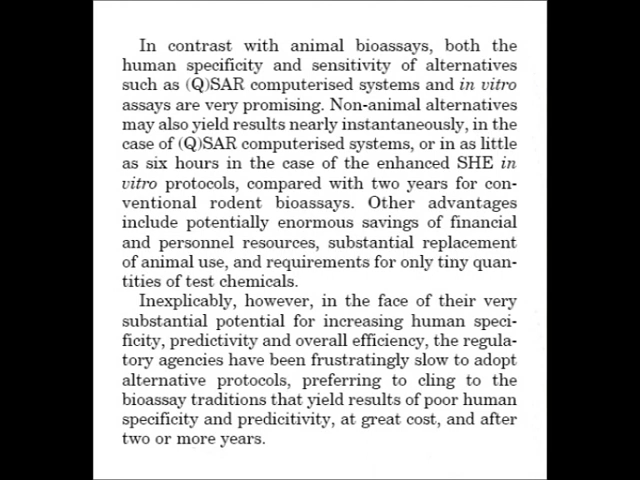 In contrast with animal bioassays, both the
human specificity and sensitivity of alternatives
such as (Q)SAR computerised systems and in vitro
assays are very promising. Non-animal alternatives
may also yield results nearly instantaneously, in the
case of (Q)SAR computerised systems, or in as little
as six hours in the case of the enhanced SHE in
vitro protocols, compared with two years for con-
ventional rodent bioassays. Other advantages
include potentially enormous savings of financial
and personnel resources, substantial replacement
of animal use, and requirements for only tiny quan-
tities of test chemicals.
Inexplicably, however, in the face of their very
substantial potential for increasing human speci-
ficity, predictivity and overall efficiency, the regula-
tory agencies have been frustratingly slow to adopt
alternative protocols, preferring to cling to the
bioassay traditions that yield results of poor human
specificity and predicitivity, at great cost, and after
two or more years.